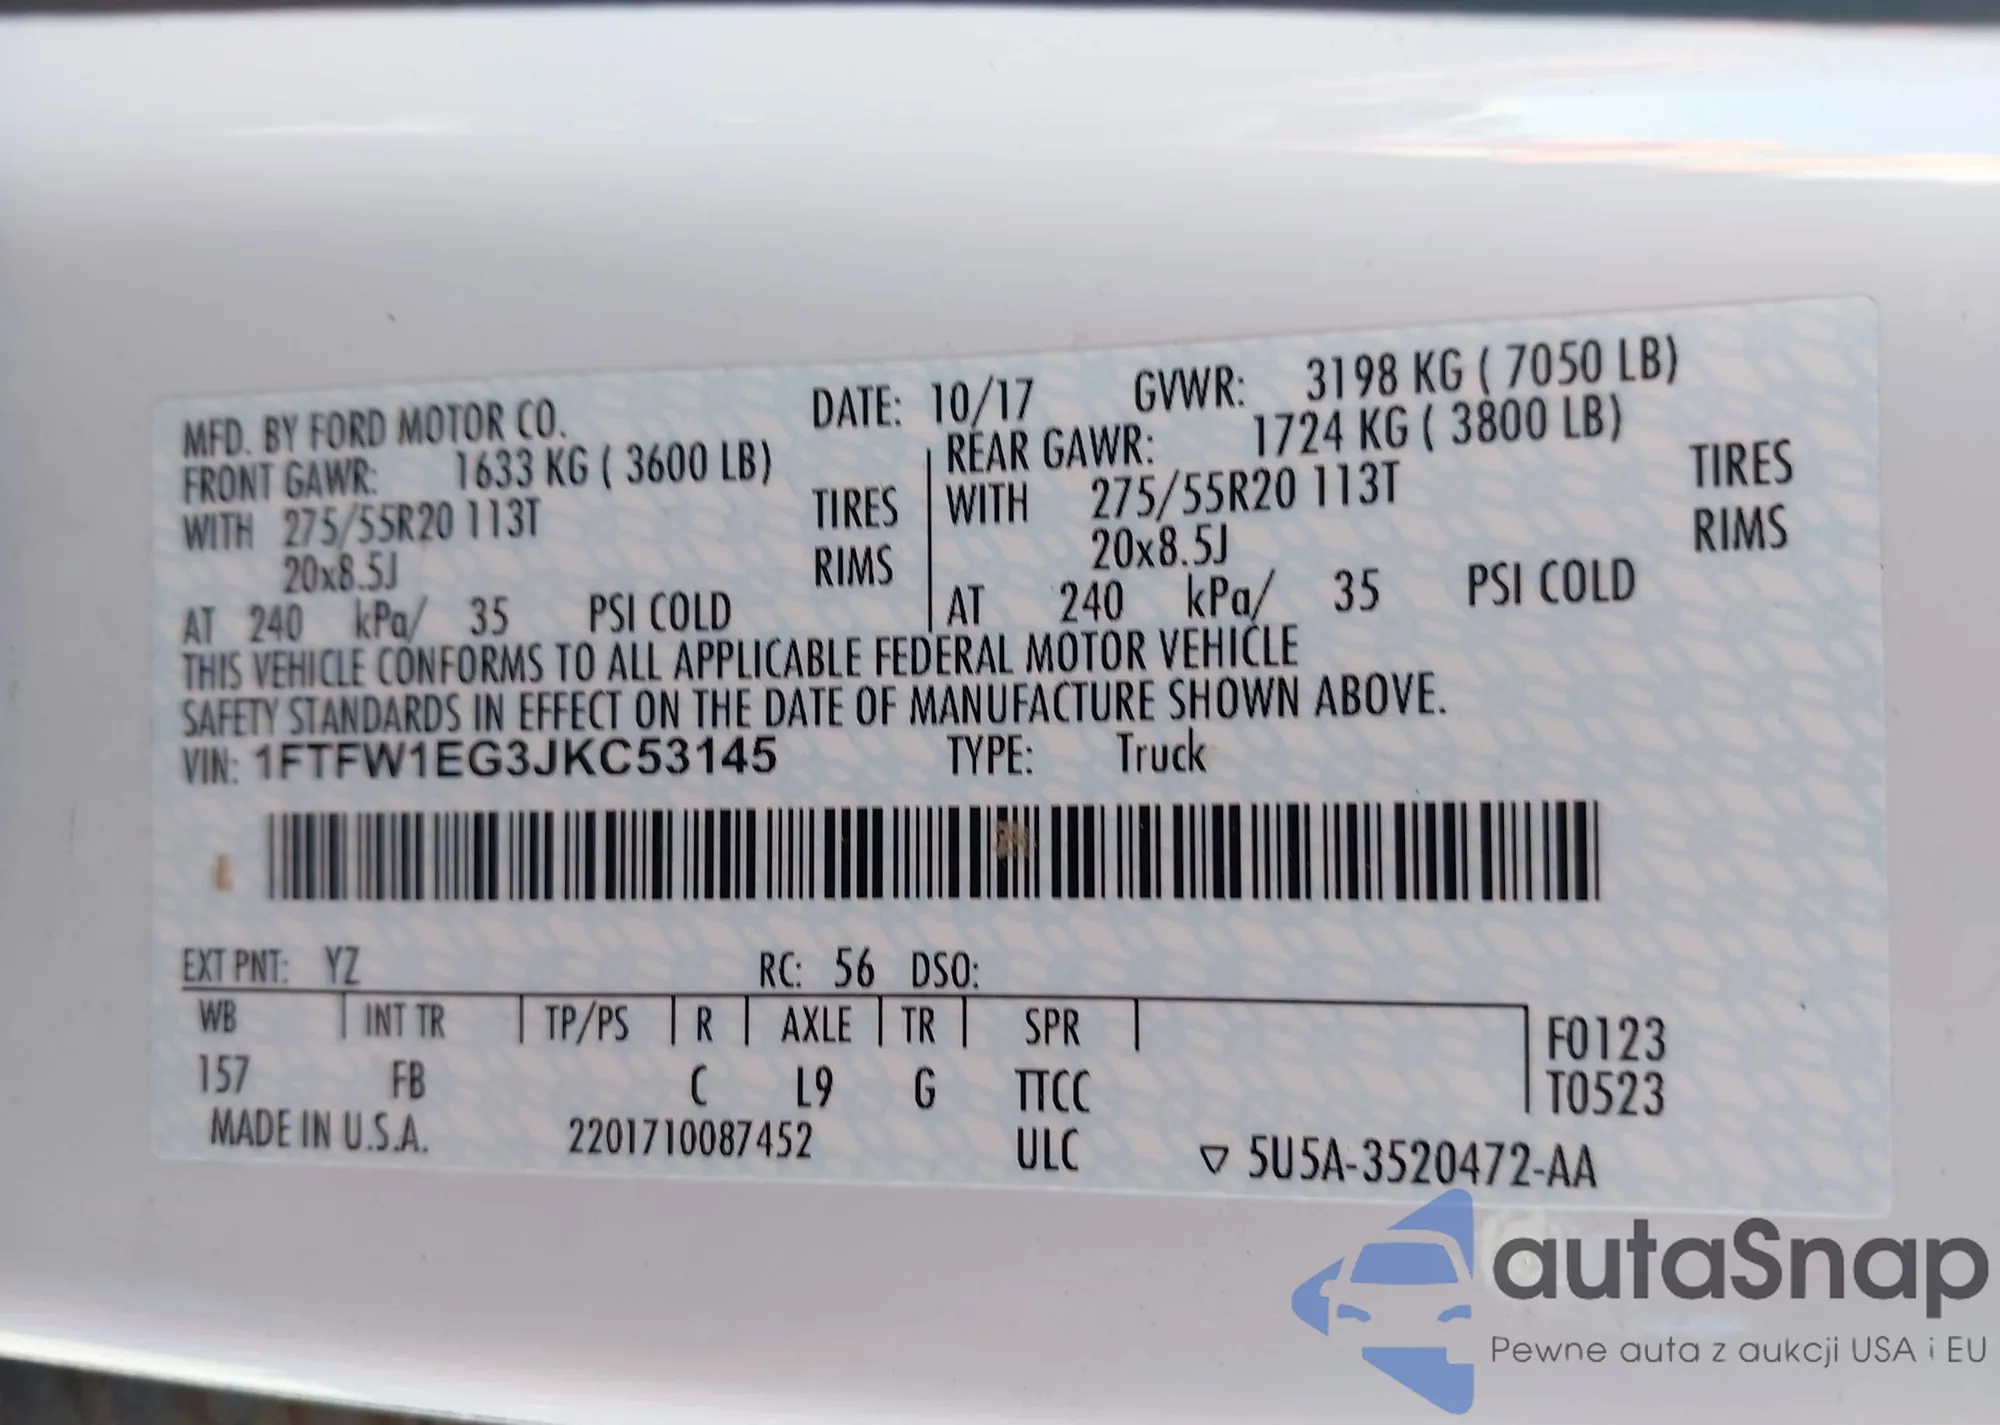 MFD. BY FORD MOTOR CO. DATE: 10/17 GVWR: 3198 KG ( 7050 LB)
FRONT GAWR: 1633 KG ( 3600 LB) REAR GAWR: 1724 KG ( 3800 LB)
WITH 275/55R20 113T TIRES WITH 275/55R20 113T TIRES
20x8.5J RIMS 20x8.5J RIMS
AT 240 kPa/ 35 PSI COLD AT 240 kPa/ 35 PSI COLD
THIS VEHICLE CONFORMS TO ALL APPLICABLE FEDERAL MOTOR VEHICLE
SAFETY STANDARDS IN EFFECT ON THE DATE OF MANUFACTURE SHOWN ABOVE.
VIN: 1FTFW1EG3JKC53145 TYPE: Truck
EXT PNT: YZ RC: 56 DSO:
WB INT TR TP/PS R AXLE TR SPR F0123
157 FB C L9 G TTCC T0523
MADE IN U.S.A. 2201710087452 ULC ▽ 5U5A-3520472-AA
autaSnap
Pewne auta z aukcji USA i EU